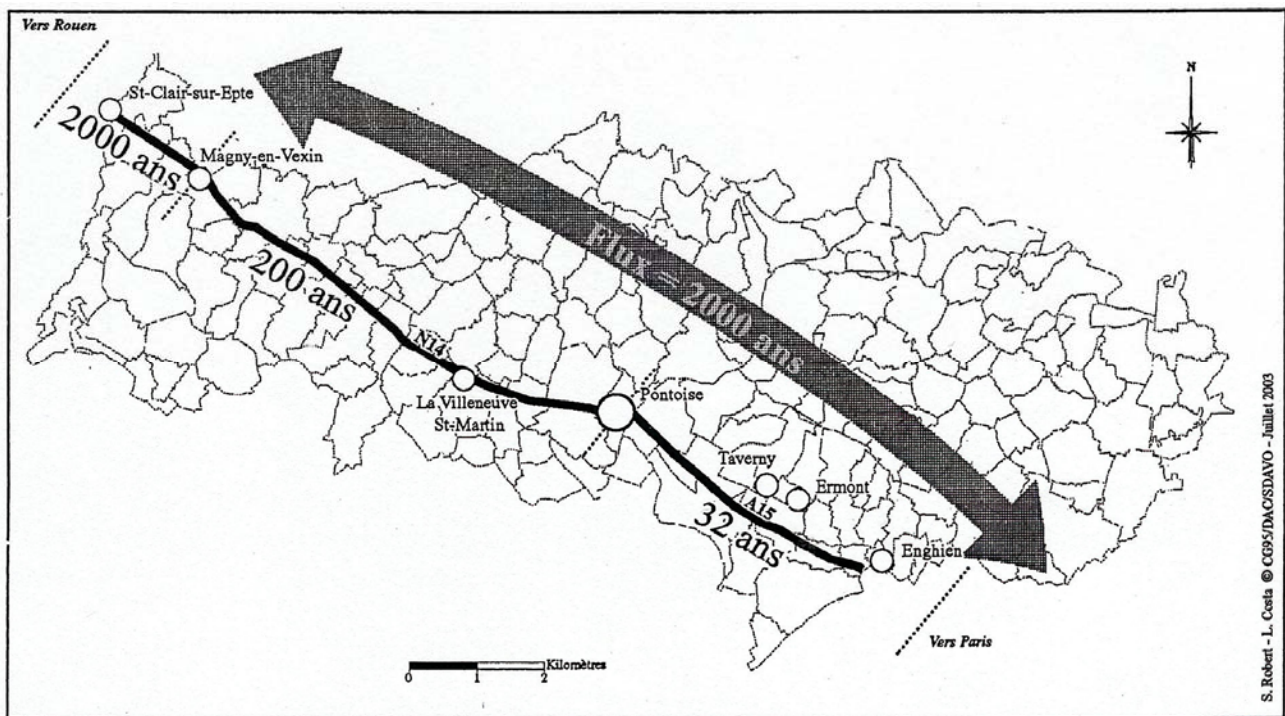 Vers Rouen
N
St-Clair-sur-Epte
2000 ans
Magny-en-Vexin
200 ans
Flux = 2000 ans
N14
La Villeneuve
St-Martin
Pontoise
Taverny
Ermont
A15
32 ans
Enghien
Vers Paris
Kilomètres
0 1 2
S. Robert - L. Costa © CG95/DAC/SDAVO - Juillet 2003